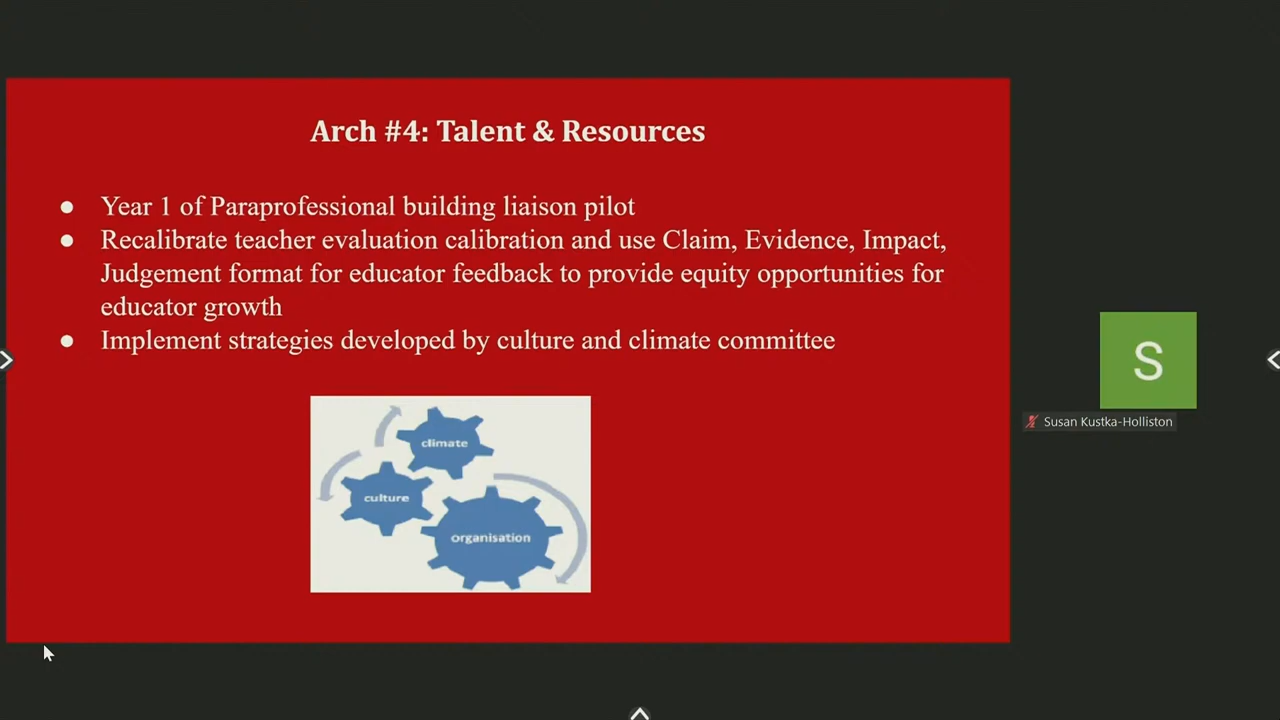 Arch #4: Talent & Resources
● Year 1 of Paraprofessional building liaison pilot
● Recalibrate teacher evaluation calibration and use Claim, Evidence, Impact,
Judgement format for educator feedback to provide equity opportunities for
educator growth
● Implement strategies developed by culture and climate committee
climate
culture
organisation
S
Susan Kustka-Holliston